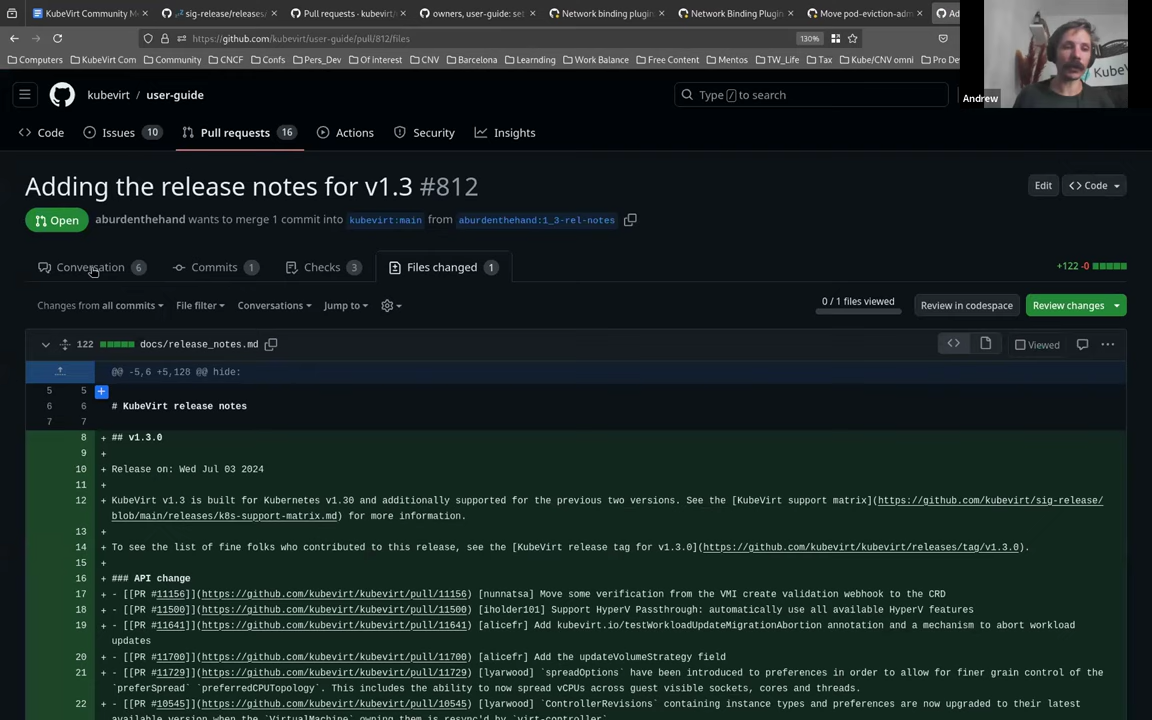 KubeVirt Community M
sig-release/releases/
Pull requests · kubevirt/
owners, user-guide: set
Network binding plugin
Network Binding Plugin
Move pod-eviction-adm
Ad
https://github.com/kubevirt/user-guide/pull/812/files
130%
Computers
KubeVirt Com
Community
CNCF
Confs
Pers_Dev
Of interest
CNV
Barcelona
Learnding
Work Balance
Free Content
Mentos
TW_Life
Tax
Kube/CNV omni
Pro De
KubeV
Andrew
kubevirt / user-guide
Type / to search
Code
Issues 10
Pull requests 16
Actions
Security
Insights
Adding the release notes for v1.3 #812
Edit
<> Code
Open
aburdenthehand wants to merge 1 commit into kubevirt:main from aburdenthehand:1_3-rel-notes
Conversation 6
Commits 1
Checks 3
Files changed 1
+122 -0
Changes from all commits
File filter
Conversations
Jump to
0 / 1 files viewed
Review in codespace
Review changes
122 docs/release_notes.md
Viewed
@@ -5,6 +5,128 @@ hide:
5 5
6 6 # KubeVirt release notes
7 7
8 + ## v1.3.0
9 +
10 + Release on: Wed Jul 03 2024
11 +
12 + KubeVirt v1.3 is built for Kubernetes v1.30 and additionally supported for the previous two versions. See the [KubeVirt support matrix](https://github.com/kubevirt/sig-release/
blob/main/releases/k8s-support-matrix.md) for more information.
13 +
14 + To see the list of fine folks who contributed to this release, see the [KubeVirt release tag for v1.3.0](https://github.com/kubevirt/kubevirt/releases/tag/v1.3.0).
15 +
16 + ### API change
17 + - [[PR #11156](https://github.com/kubevirt/kubevirt/pull/11156) [nunnatsa] Move some verification from the VMI create validation webhook to the CRD
18 + - [[PR #11500](https://github.com/kubevirt/kubevirt/pull/11500) [iholder101] Support HyperV Passthrough: automatically use all available HyperV features
19 + - [[PR #11641](https://github.com/kubevirt/kubevirt/pull/11641) [alicefr] Add kubevirt.io/testWorkloadUpdateMigrationAbortion annotation and a mechanism to abort workload
updates
20 + - [[PR #11700](https://github.com/kubevirt/kubevirt/pull/11700) [alicefr] Add the updateVolumeStrategy field
21 + - [[PR #11729](https://github.com/kubevirt/kubevirt/pull/11729) [lyarwood] `spreadOptions` have been introduced to preferences in order to allow for finer grain control of the
`preferSpread` `preferredCPUTopology`. This includes the ability to now spread vCPUs across guest visible sockets, cores and threads.
22 + - [[PR #10545](https://github.com/kubevirt/kubevirt/pull/10545) [lyarwood] `ControllerRevisions` containing instance types and preferences are now upgraded to their latest
available version when the `VirtualMachine` owning them is resync'd by `virt-controller`